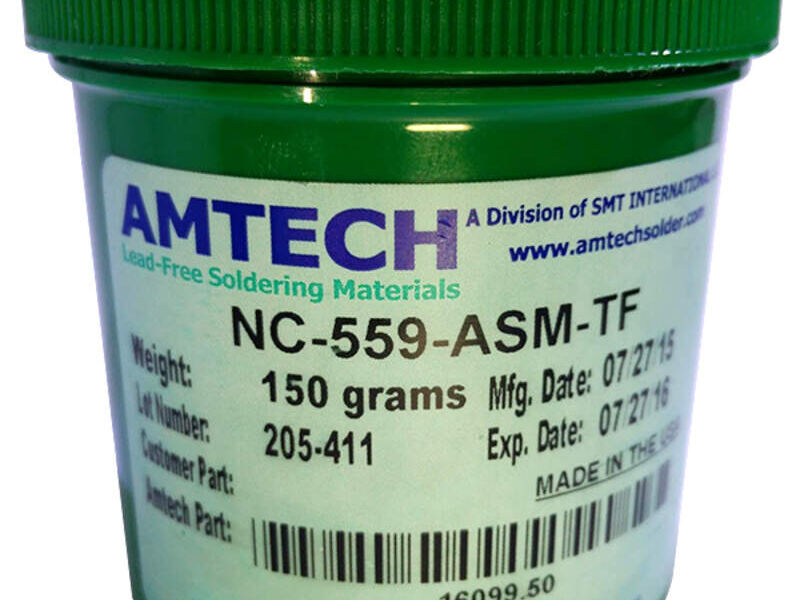 AMTECH A Division of SMT INTERNATIONAL
www.amtechsolder.com
Lead-Free Soldering Materials
NC-559-ASM-TF
Weight: 150 grams Mfg. Date: 07/27/15
Lot Number: 205-411 Exp. Date: 07/27/16
Customer Part: MADE IN THE USA
Amtech Part:
16099.50